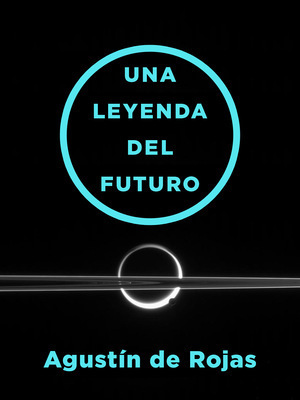 UNA
LEYENDA
DEL
FUTURO
Agustín de Rojas